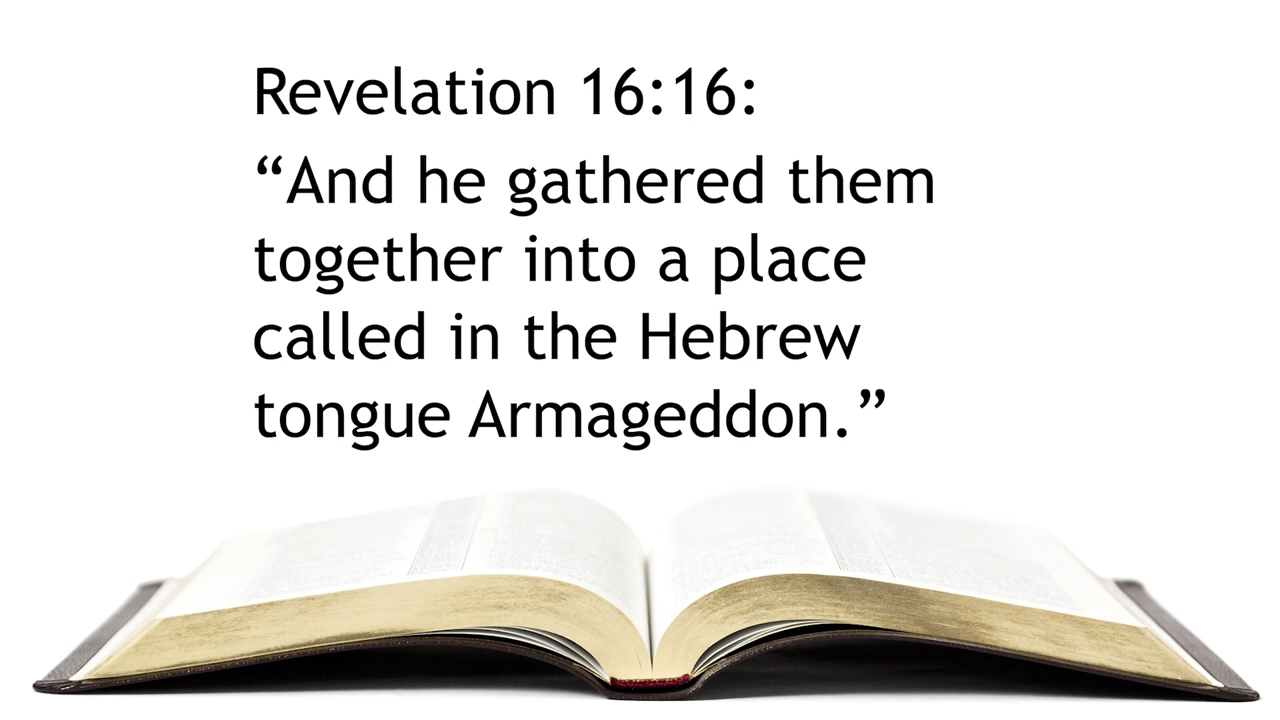 Revelation 16:16:
“And he gathered them
together into a place
called in the Hebrew
tongue Armageddon.”